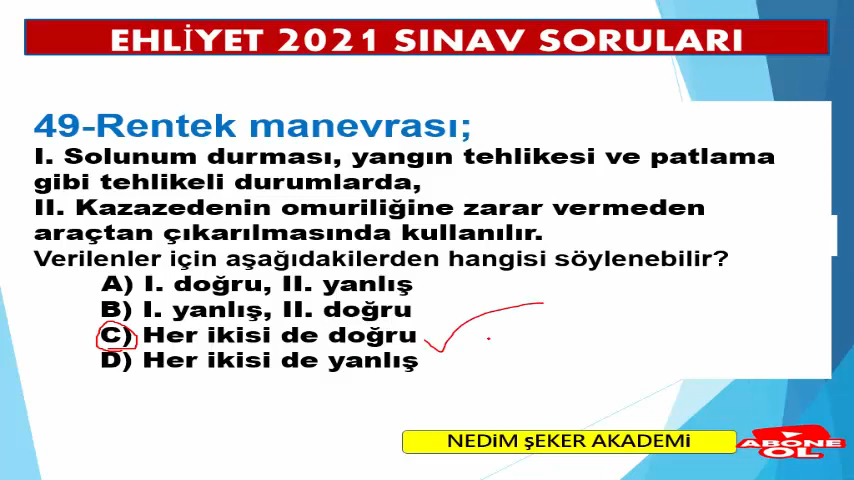 EHLİYET 2021 SINAV SORULARI
49-Rentek manevrası;
I. Solunum durması, yangın tehlikesi ve patlama
gibi tehlikeli durumlarda,
II. Kazazedenin omuriliğine zarar vermeden
araçtan çıkarılmasında kullanılır.
Verilenler için aşağıdakilerden hangisi söylenebilir?
A) I. doğru, II. yanlış
B) I. yanlış, II. doğru
C) Her ikisi de doğru
D) Her ikisi de yanlış
NEDİM ŞEKER AKADEMİ
ABONE
OL